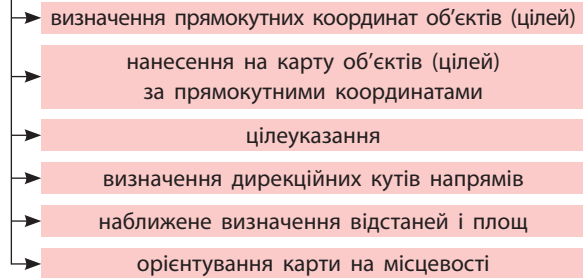 визначення прямокутних координат об’єктів (цілей)
нанесення на карту об’єктів (цілей)
за прямокутними координатами
цілеуказання
визначення дирекційних кутів напрямів
наближене визначення відстаней і площ
орієнтування карти на місцевості